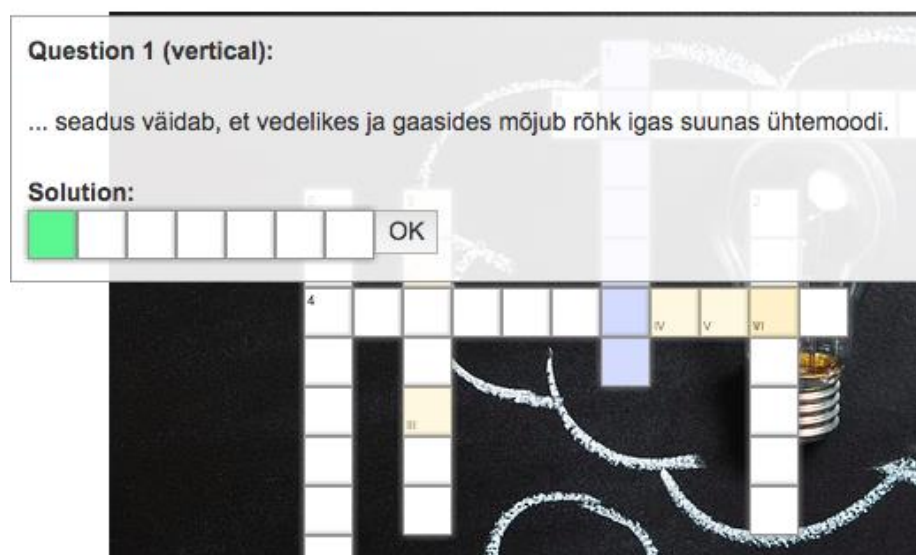 Question 1 (vertical):
... seadus väidab, et vedelikes ja gaasides mõjub rõhk igas suunas ühtemoodi.
Solution:
OK
4
IV V VI
III